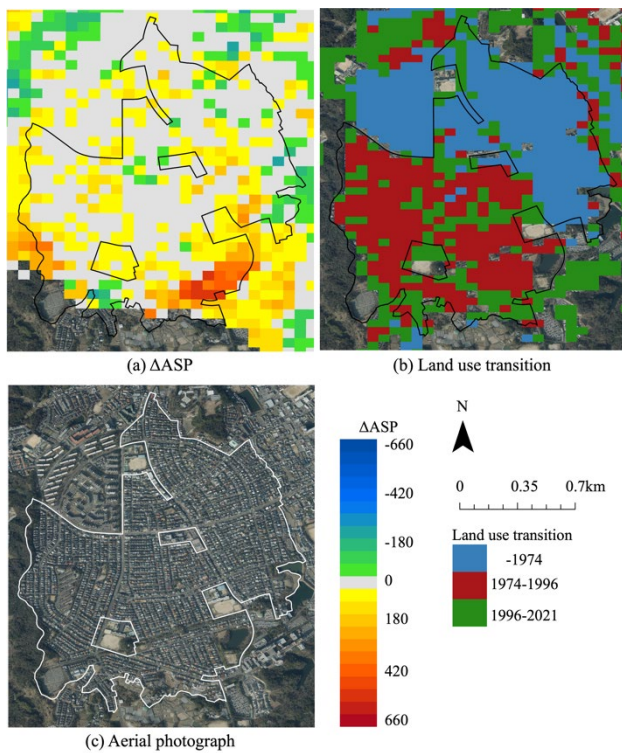 (a) ΔASP
(b) Land use transition
ΔASP
-660
-420
-180
0
180
420
660
N
0 0.35 0.7km
Land use transition
-1974
1974-1996
1996-2021
(c) Aerial photograph